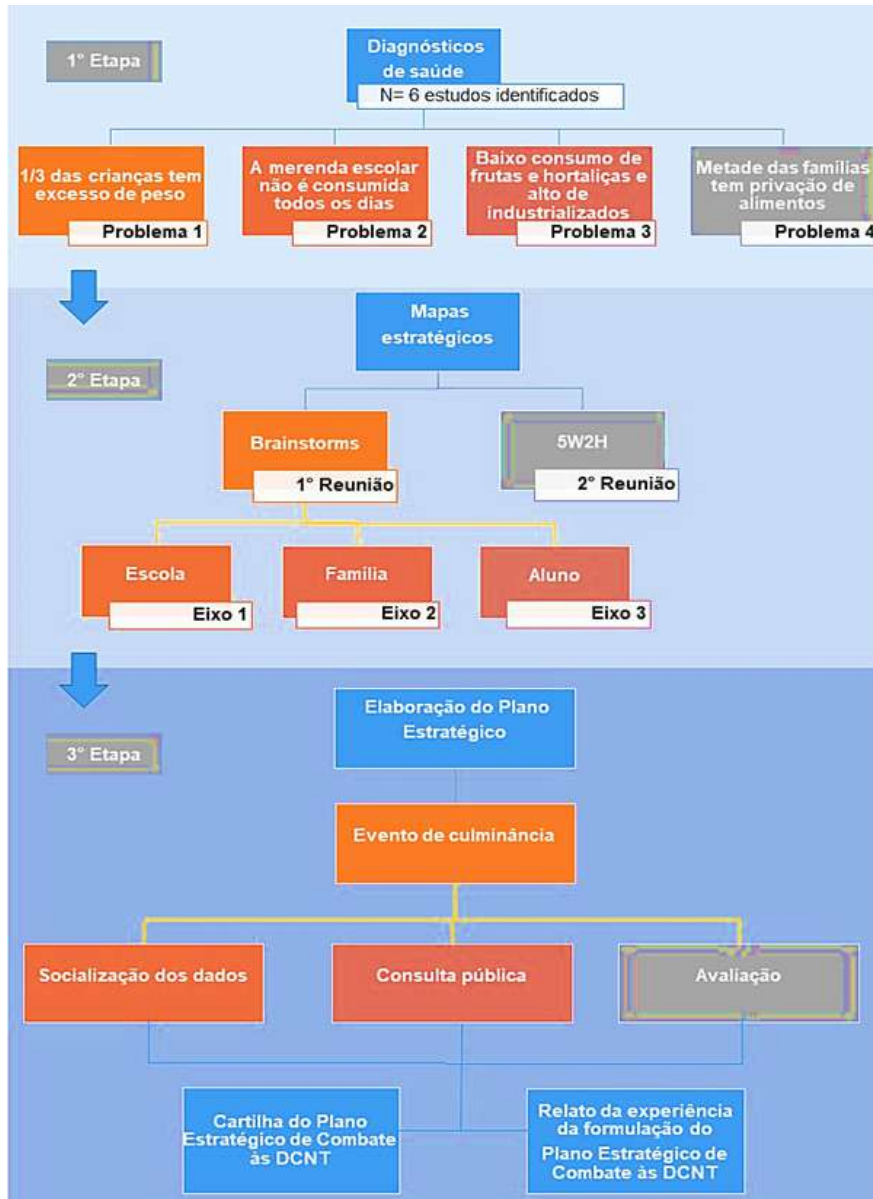 1° Etapa
Diagnósticos
de saúde
N= 6 estudos identificados
1/3 das crianças tem
excesso de peso
Problema 1
A merenda escolar
não é consumida
todos os dias
Problema 2
Baixo consumo de
frutas e hortaliças e
alto de
industrializados
Problema 3
Metade das famílias
tem privação de
alimentos
Problema 4
2° Etapa
Mapas
estratégicos
Brainstorms
1° Reunião
5W2H
2° Reunião
Escola
Eixo 1
Família
Eixo 2
Aluno
Eixo 3
3° Etapa
Elaboração do Plano
Estratégico
Evento de culminância
Socialização dos dados
Consulta pública
Avaliação
Cartilha do Plano
Estratégico de Combate
às DCNT
Relato da experiência
da formulação do
Plano Estratégico de
Combate às DCNT